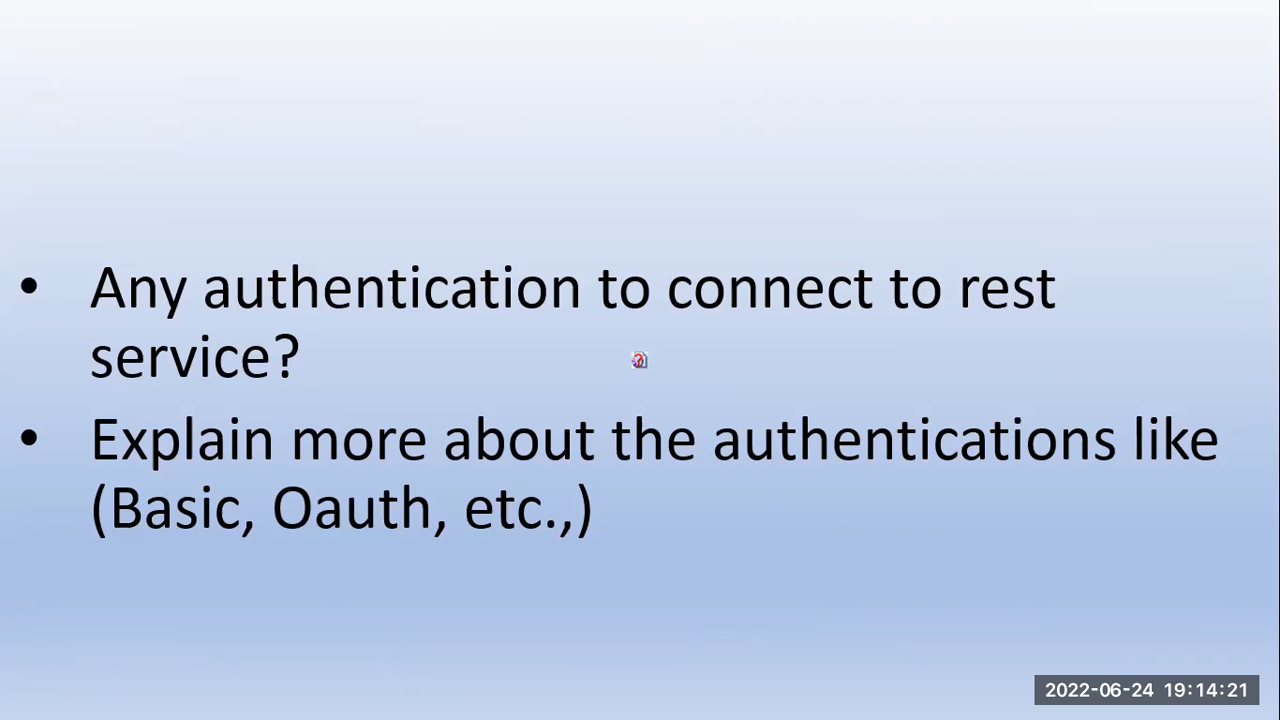 • Any authentication to connect to rest
service?
• Explain more about the authentications like
(Basic, Oauth, etc.,)
2022-06-24 19:14:21